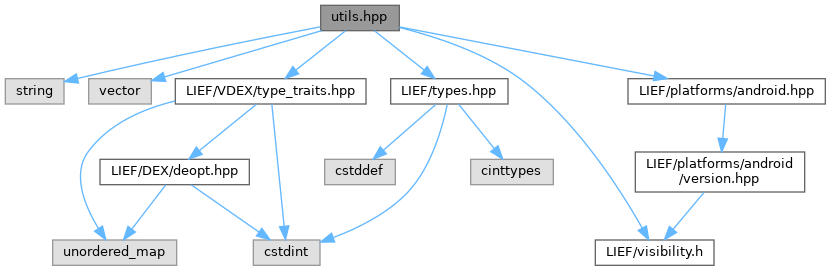 utils.hpp
string
vector
LIEF/VDEX/type_traits.hpp
LIEF/types.hpp
LIEF/platforms/android.hpp
LIEF/DEX/deopt.hpp
cstddef
cinttypes
LIEF/platforms/android
/version.hpp
unordered_map
cstdint
LIEF/visibility.h